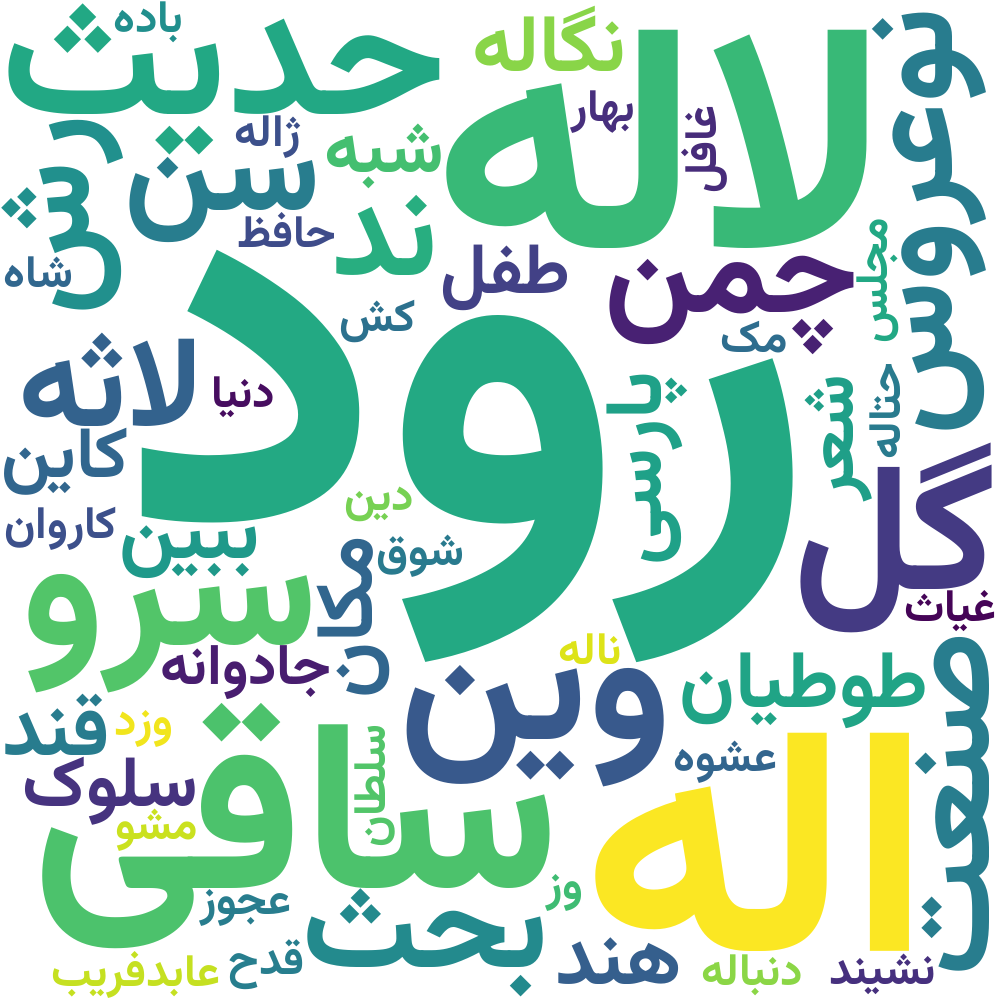 باده
حدیث
نگاله
لاله
نوعروس
ژاله
بهار
غافل
شبه
سن
رش
ند
حافظ
طفل
چمن
مجلس
شاه
کش
مک
رود
لاثه
دنیا
پارسی
شعر
حتاله
کاین
دین
گل
کاروان
ببین
شوق
مکان
سرو
غیاث
جادوانه
ناله
وین
طوطیان
صنعت
قند
وزد
ساقی
سلطان
عشوه
اله
سلوک
مشو
عجوز
وز
بحث
قدح
عابدفریب
هند
دنباله
نشیند